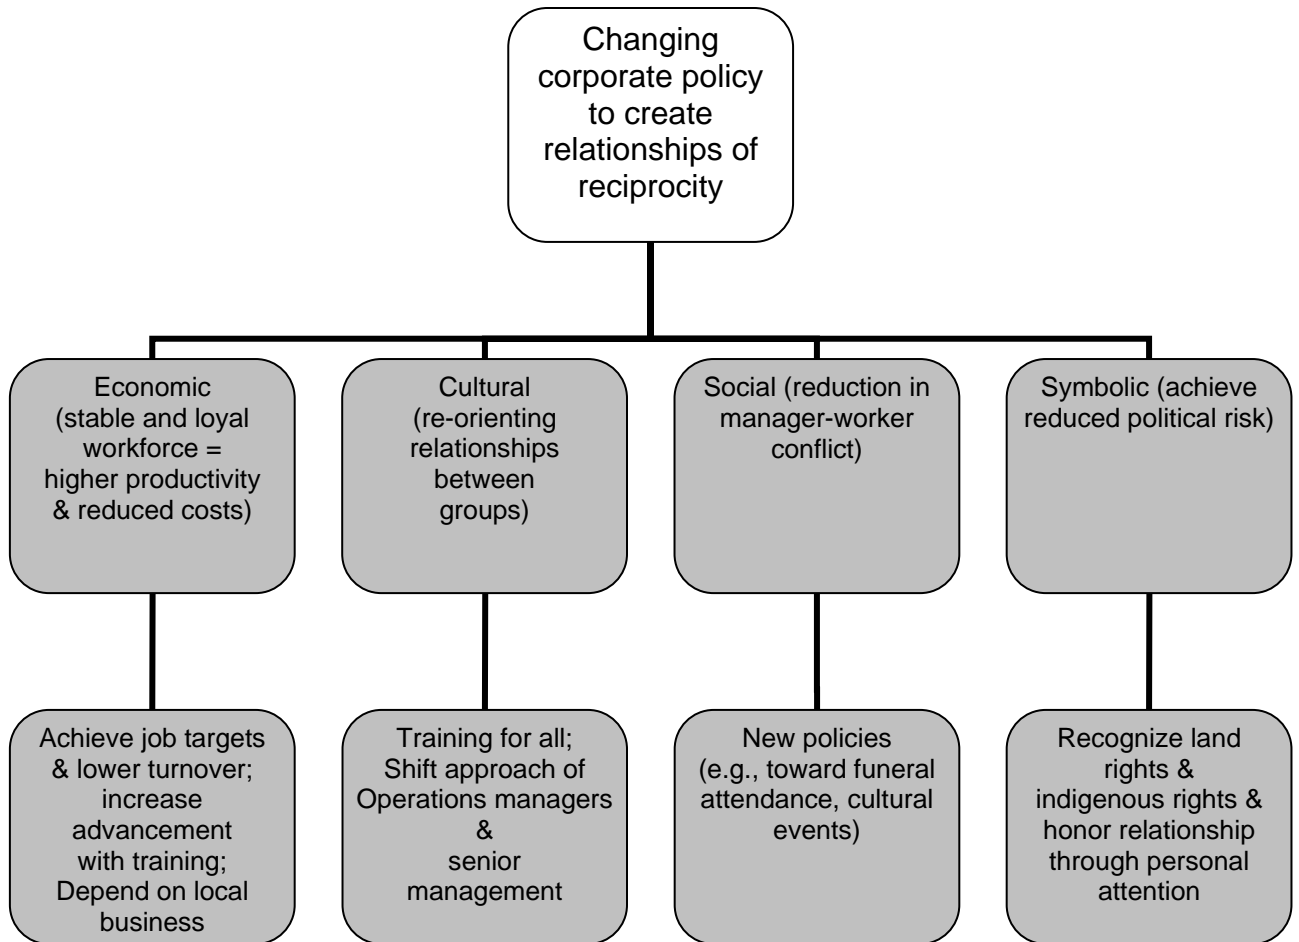 Changing
corporate policy
to create
relationships of
reciprocity
Economic
(stable and loyal
workforce =
higher productivity
& reduced costs)
Cultural
(re-orienting
relationships
between
groups)
Social (reduction in
manager-worker
conflict)
Symbolic (achieve
reduced political risk)
Achieve job targets
& lower turnover;
increase
advancement
with training;
Depend on local
business
Training for all;
Shift approach of
Operations managers
&
senior
management
New policies
(e.g., toward funeral
attendance, cultural
events)
Recognize land
rights &
indigenous rights &
honor relationship
through personal
attention